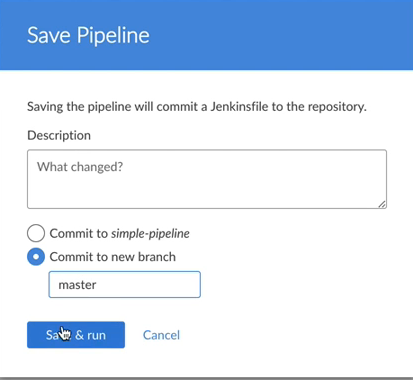 Save Pipeline
Saving the pipeline will commit a Jenkinsfile to the repository.
Description
What changed?
Commit to simple-pipeline
Commit to new branch
master
Save & run Cancel